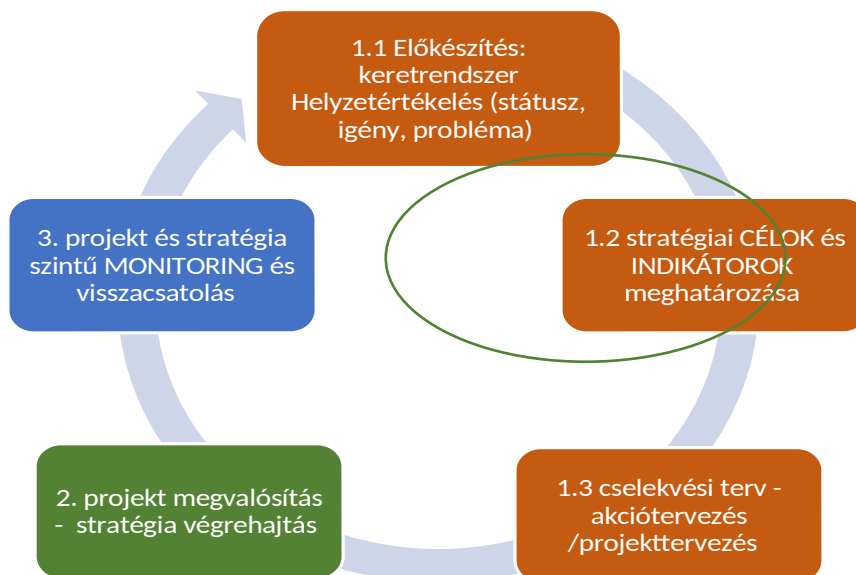 1.1 Előkészítés:
keretrendszer
Helyzetértékelés (státusz,
igény, probléma)
1.2 stratégiai CÉLOK és
INDIKÁTOROK
meghatározása
1.3 cselekvési terv -
akciótervezés
/projekttervezés
2. projekt megvalósítás
- stratégia végrehajtás
3. projekt és stratégia
szintű MONITORING és
visszacsatolás